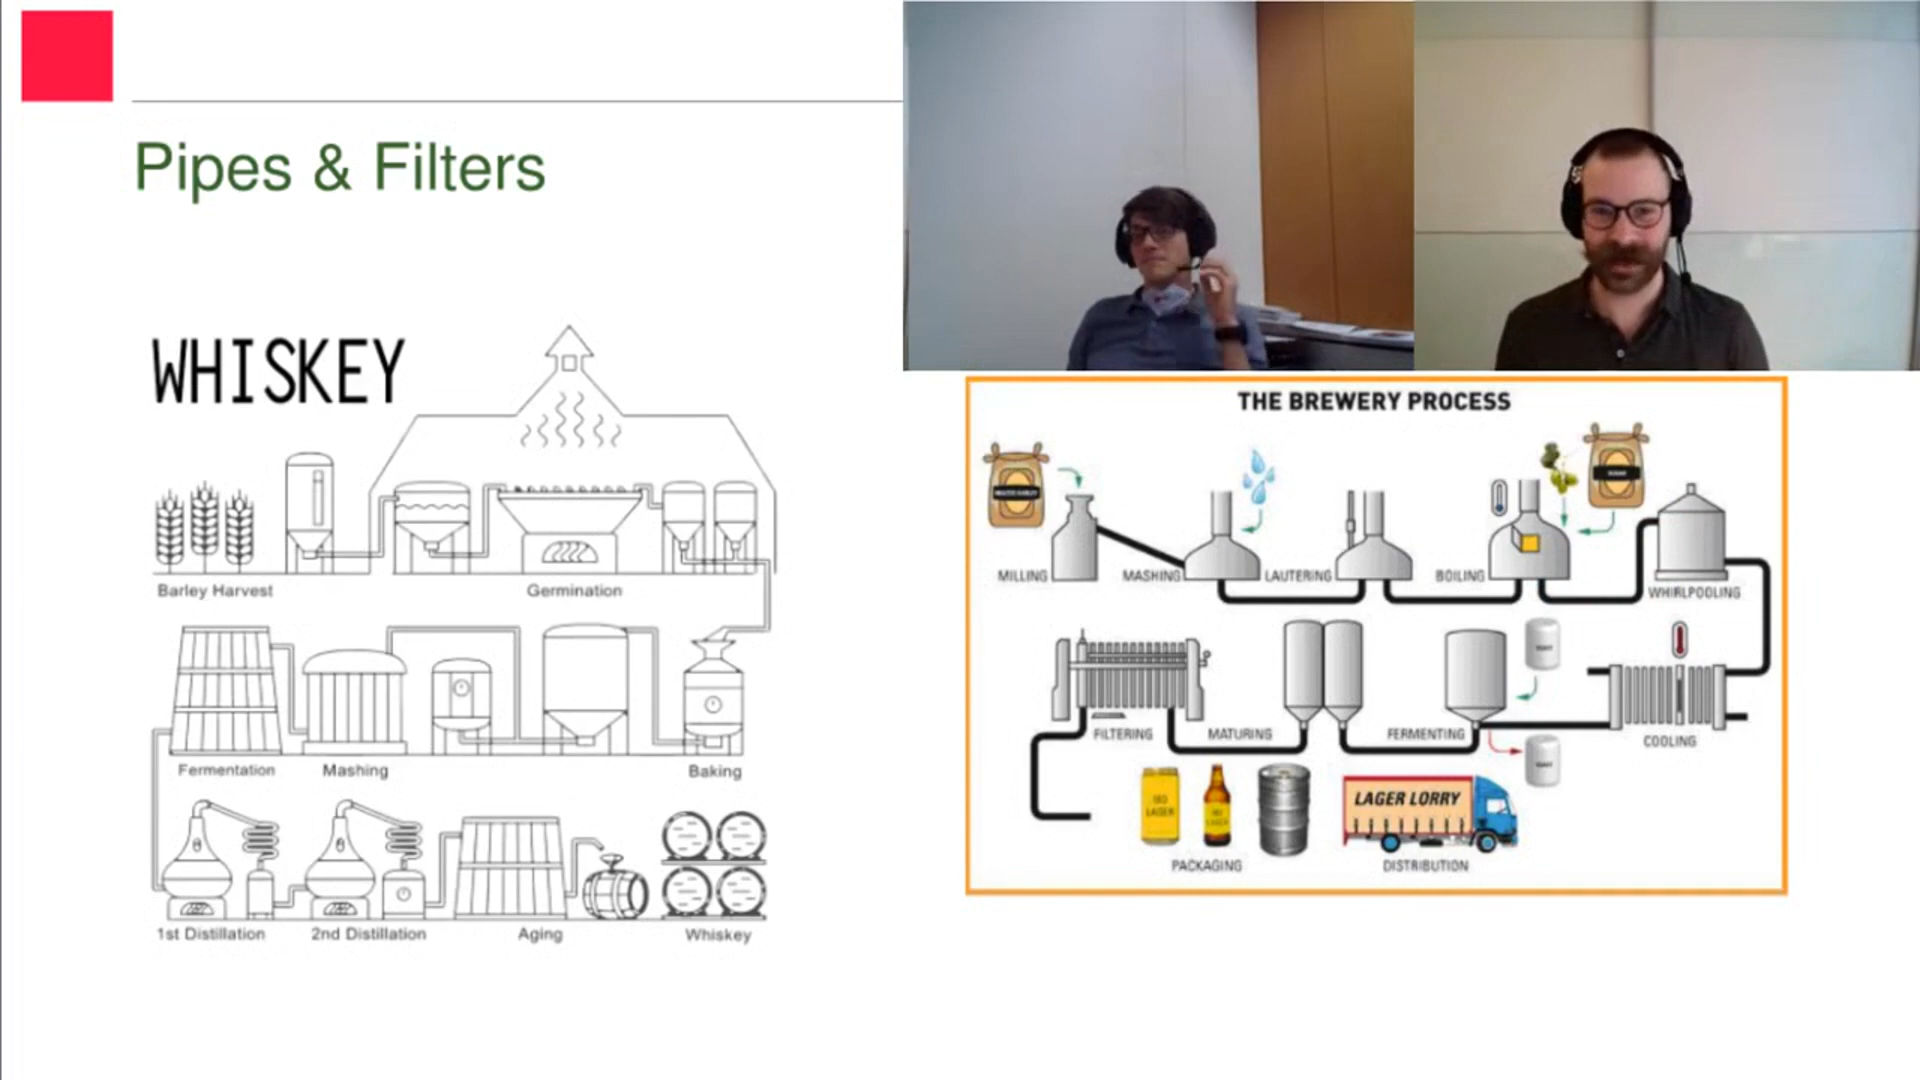 Pipes & Filters
WHISKEY
Barley Harvest
Germination
Fermentation
Mashing
Baking
1st Distillation
2nd Distillation
Aging
Whiskey
THE BREWERY PROCESS
MILLING
MASHING
LAUTERING
BOILING
WHIRLPOOLING
FILTERING
MATURING
FERMENTING
COOLING
LAGER
LAGER LORRY
PACKAGING
DISTRIBUTION